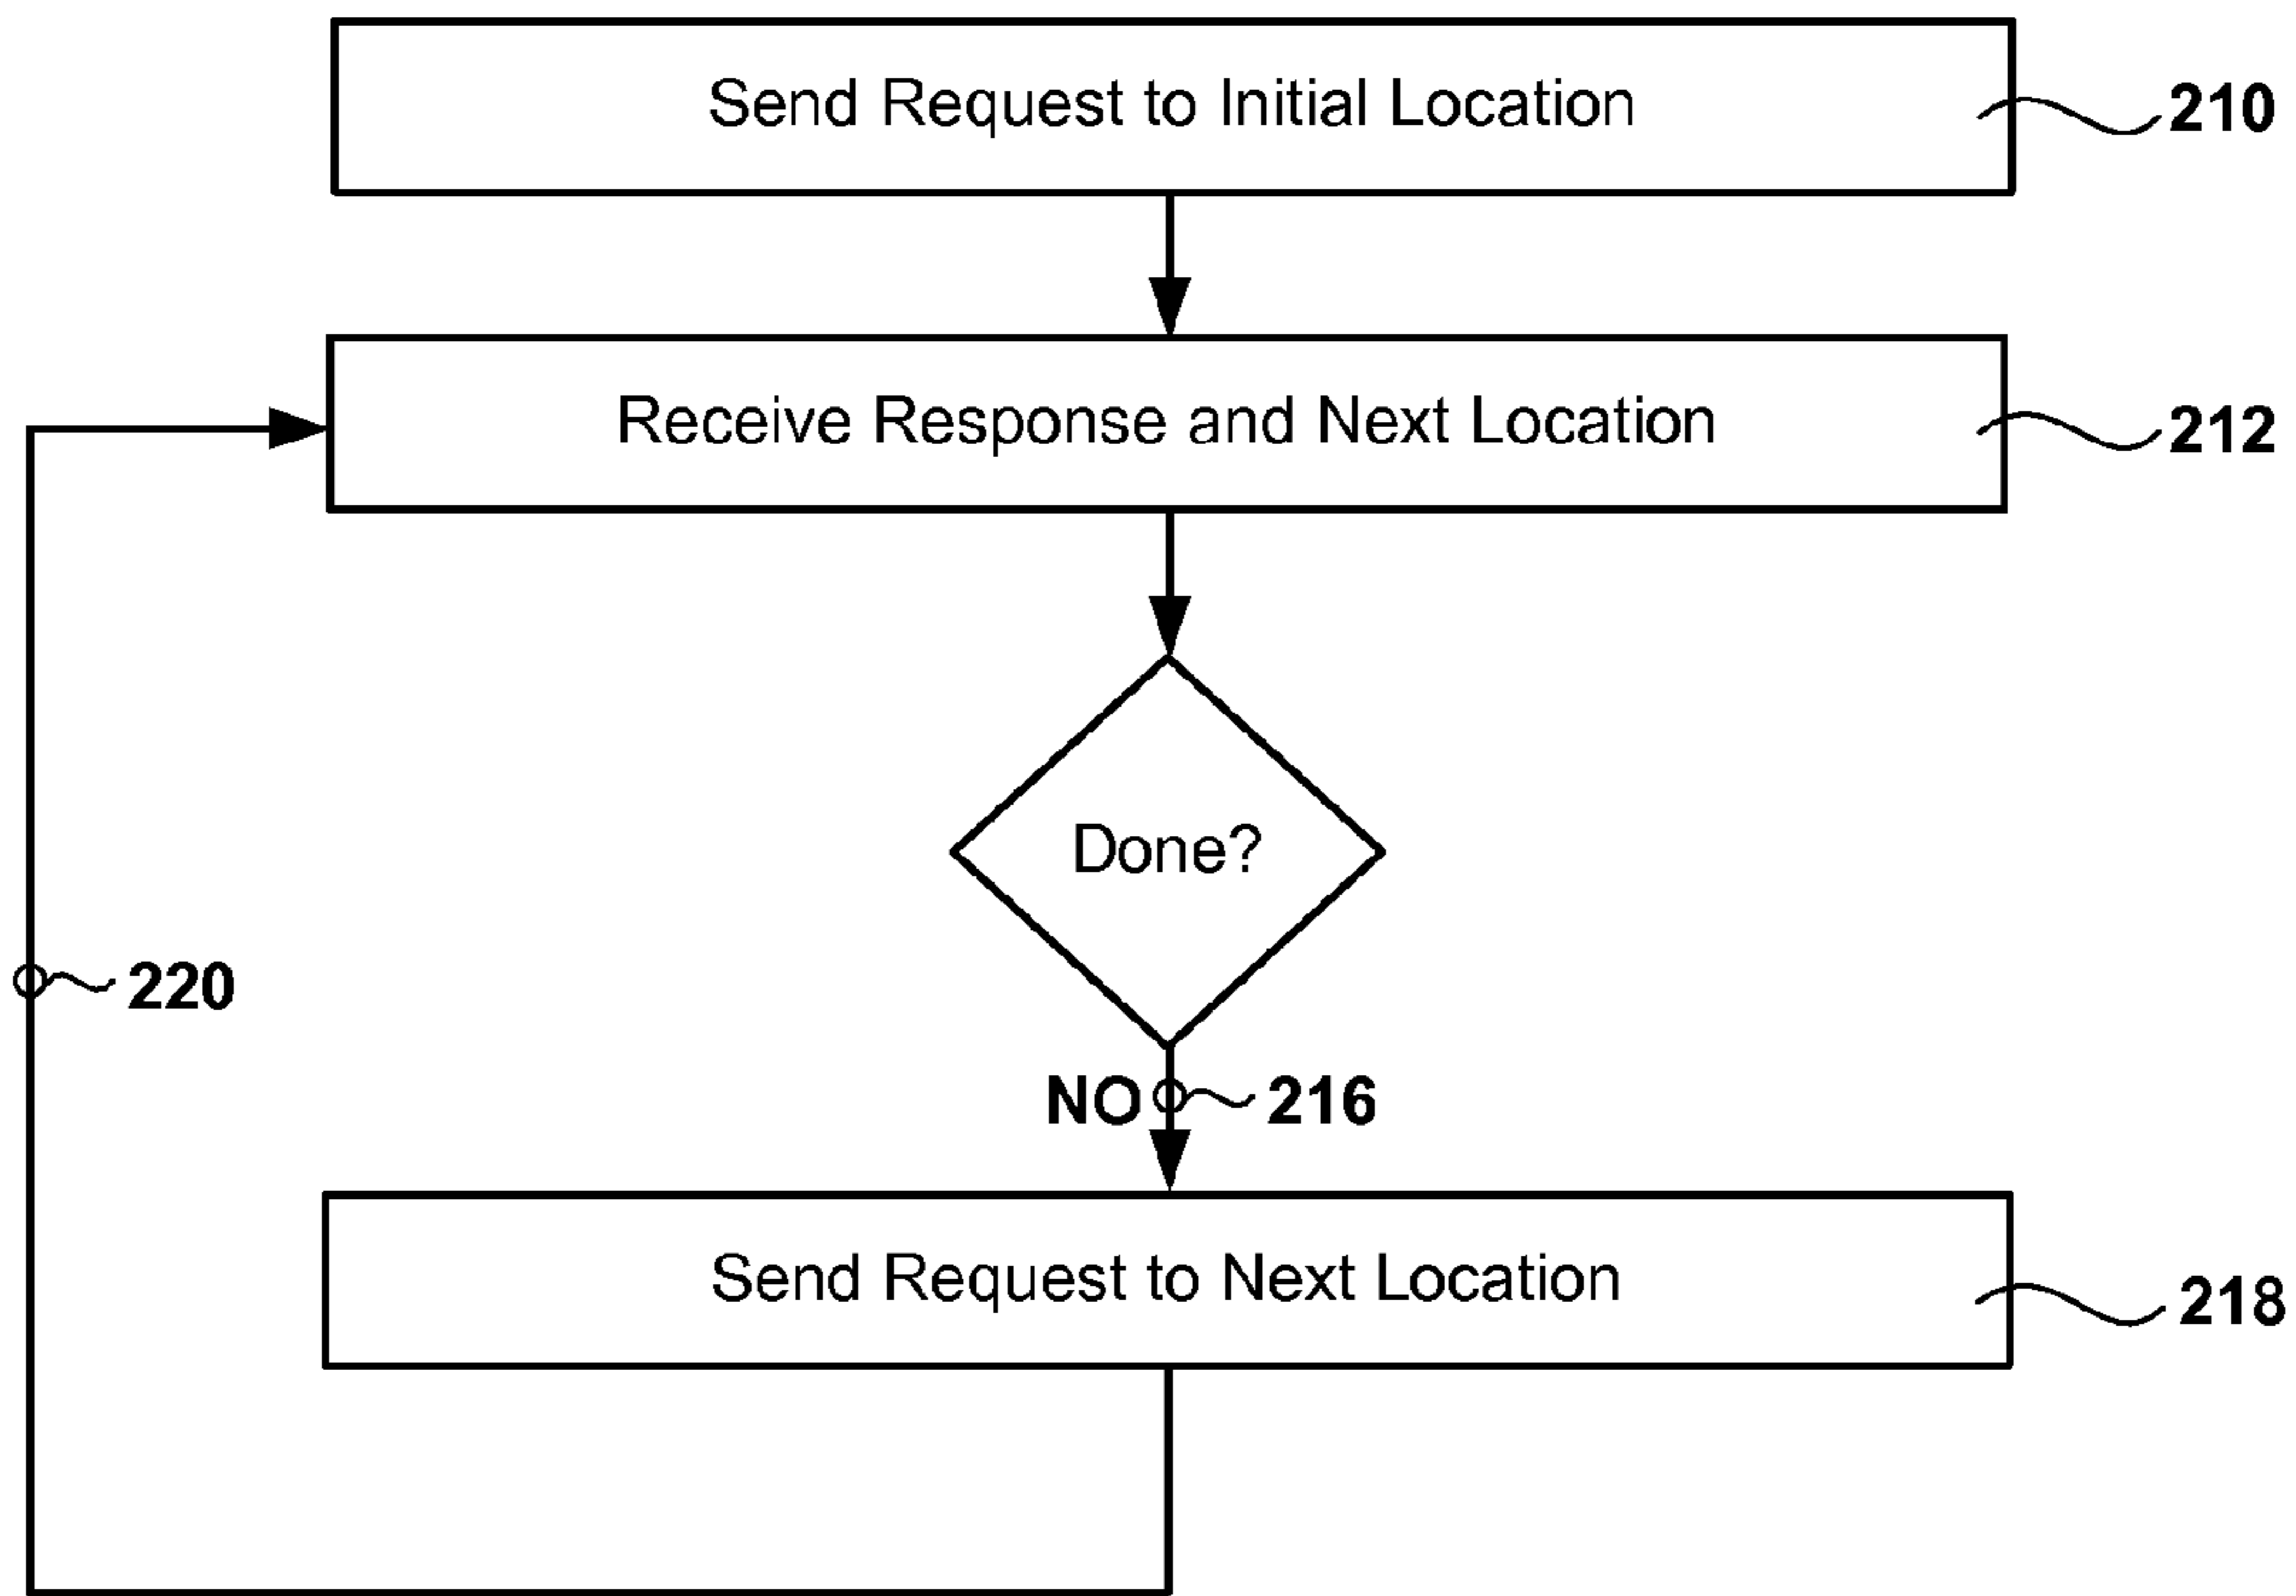 Send Request to Initial Location
210
Receive Response and Next Location
212
Done?
220
NO
216
Send Request to Next Location
218